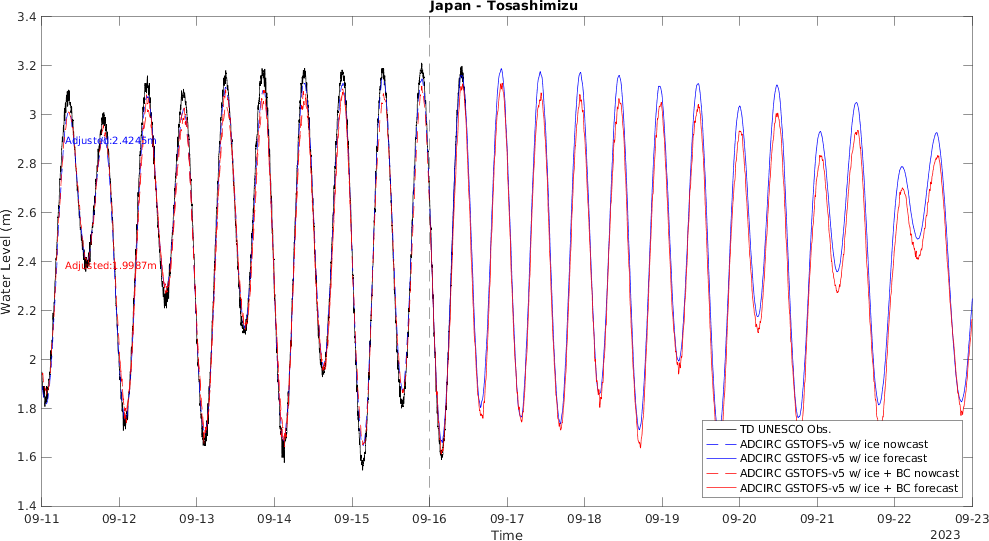 Japan - Tosashimizu
3.4
3.2
3
2.8
2.6
2.4
2.2
2
1.8
1.6
1.4
Water Level (m)
Adjusted:2.4245m
Adjusted:1.9987m
TD UNESCO Obs.
ADCIRC GSTOFS-v5 w/ ice nowcast
ADCIRC GSTOFS-v5 w/ ice forecast
ADCIRC GSTOFS-v5 w/ ice + BC nowcast
ADCIRC GSTOFS-v5 w/ ice + BC forecast
09-11 09-12 09-13 09-14 09-15 09-16 09-17 09-18 09-19 09-20 09-21 09-22 09-23
Time
2023